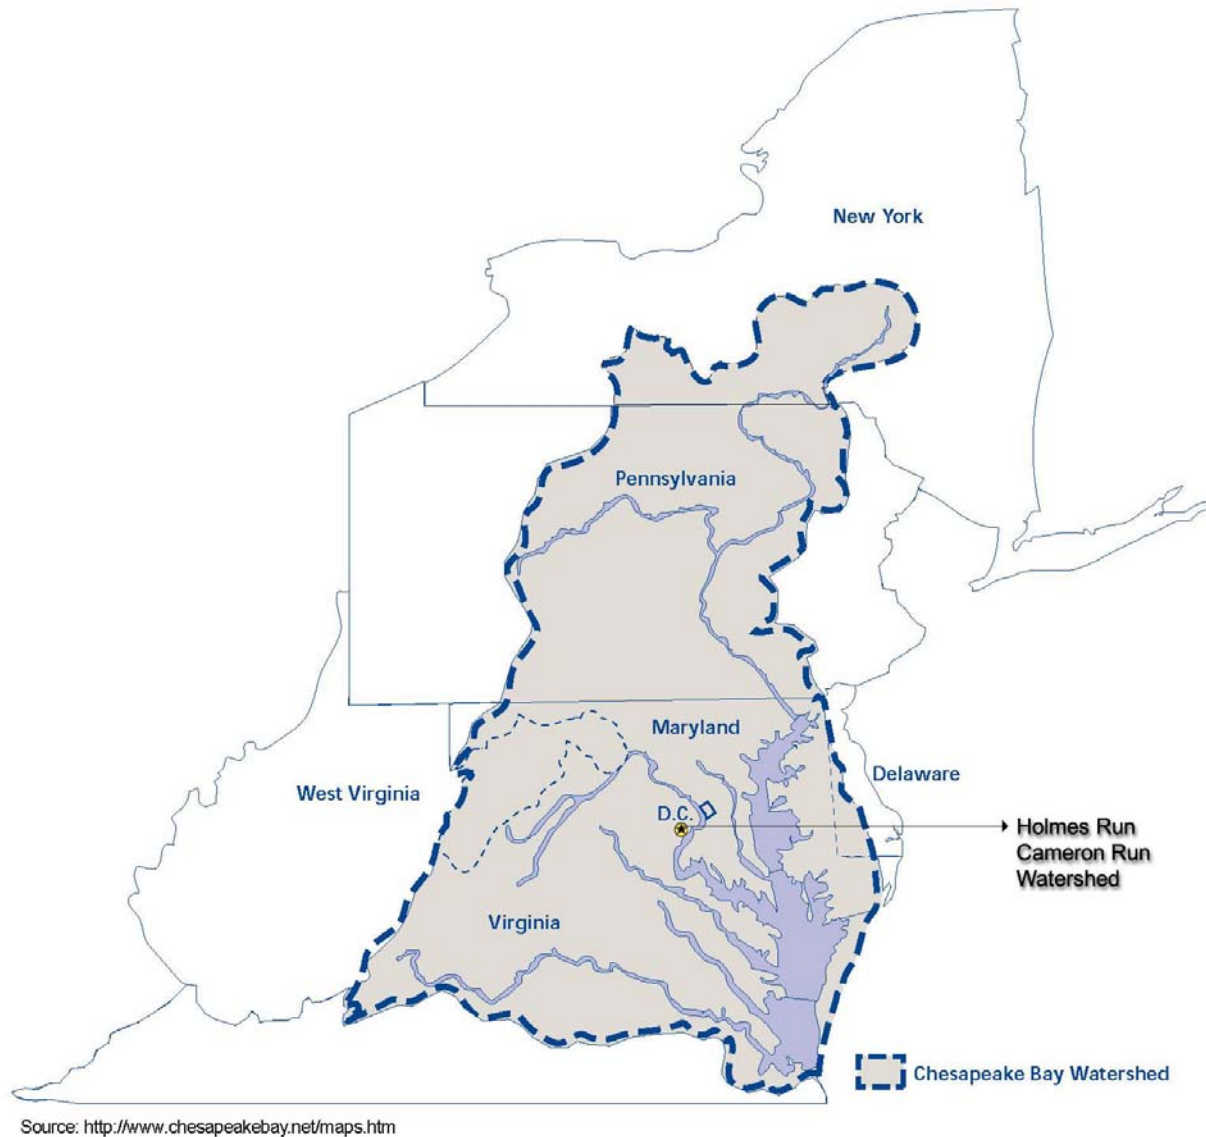 New York
Pennsylvania
Maryland
Delaware
West Virginia
D.C.
Holmes Run
Cameron Run
Watershed
Virginia
Chesapeake Bay Watershed
Source: http://www.chesapeakebay.net/maps.htm